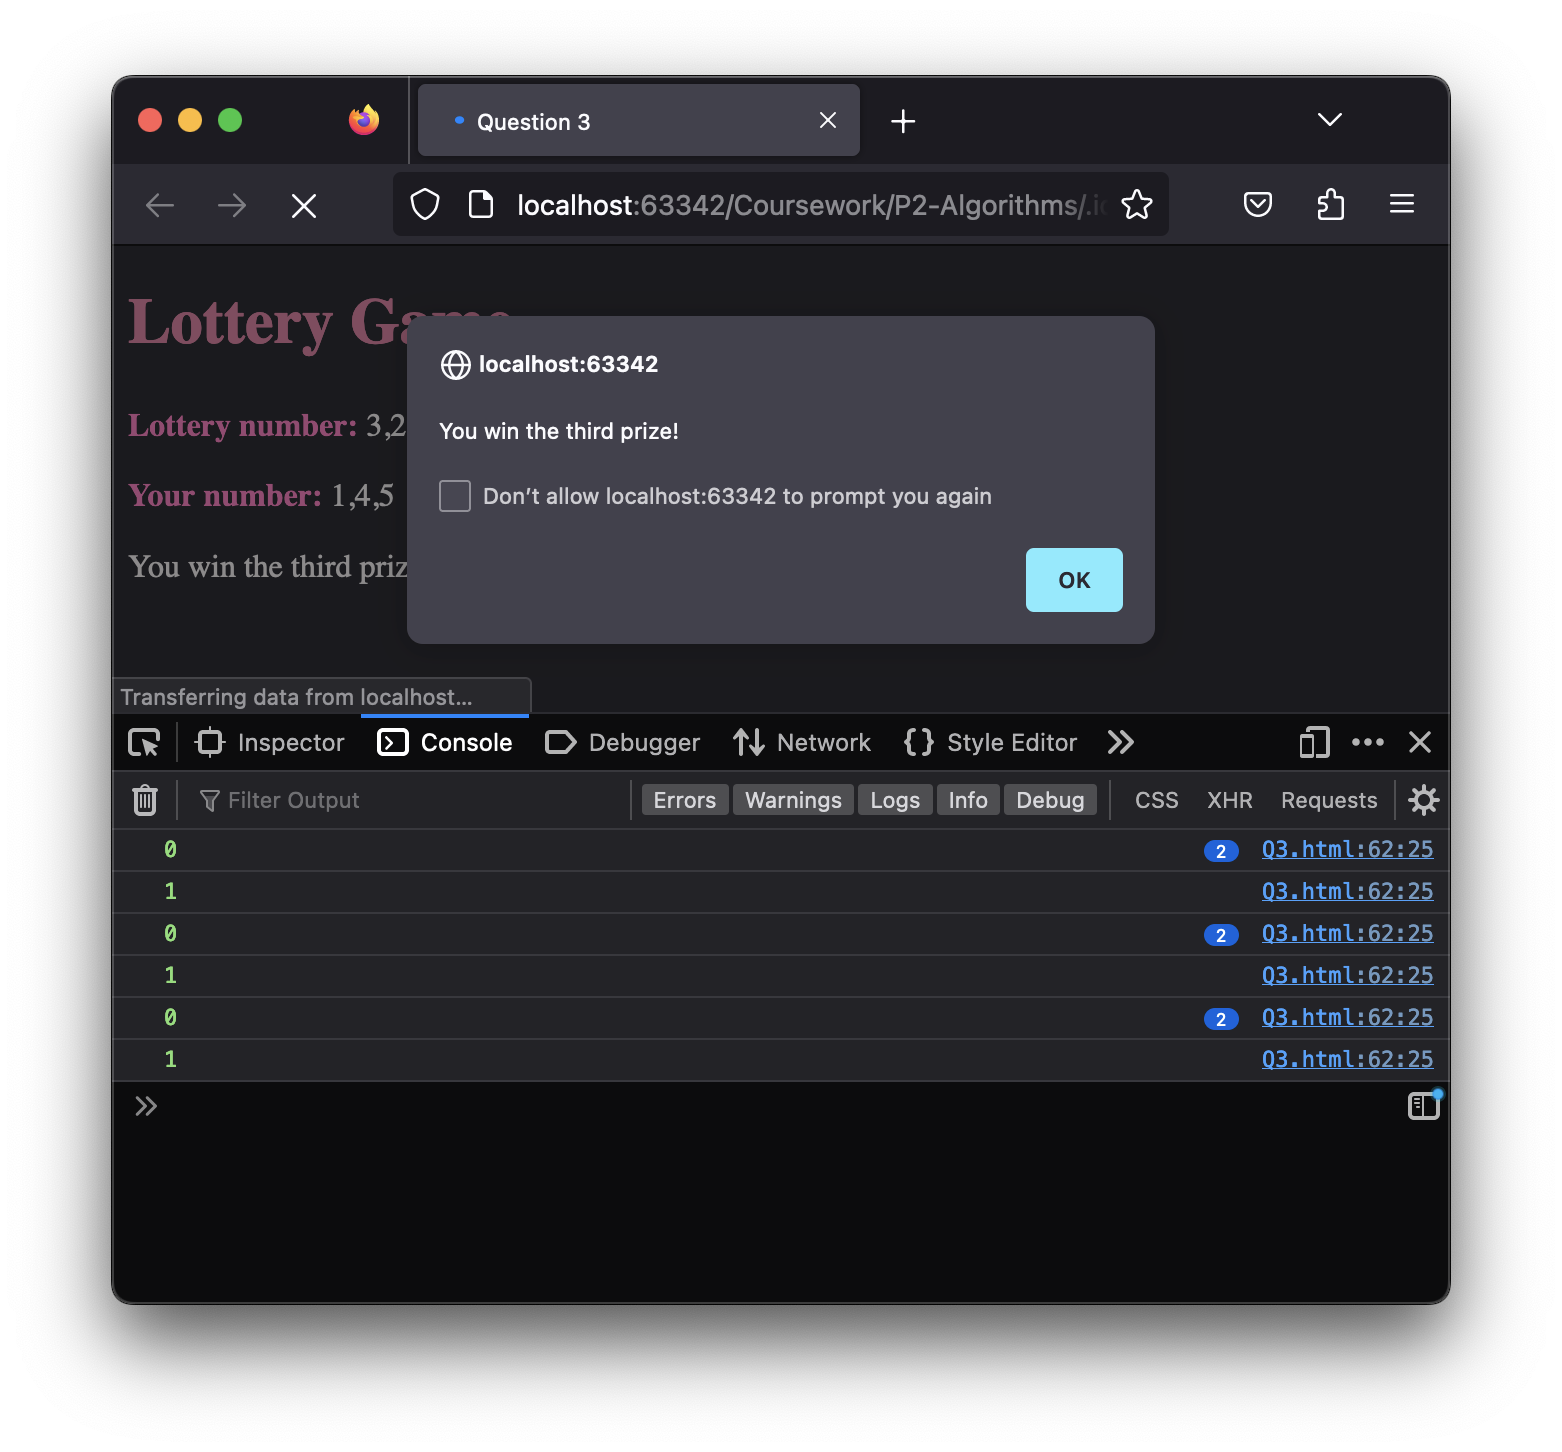 Question 3
localhost:63342/Coursework/P2-Algorithms/.i
Lottery Game
localhost:63342
Lottery number: 3,2
You win the third prize!
Your number: 1,4,5
Don't allow localhost:63342 to prompt you again
You win the third priz
OK
Transferring data from localhost...
Inspector Console Debugger Network Style Editor
Filter Output Errors Warnings Logs Info Debug CSS XHR Requests
0 2 Q3.html:62:25
1 Q3.html:62:25
0 2 Q3.html:62:25
1 Q3.html:62:25
0 2 Q3.html:62:25
1 Q3.html:62:25